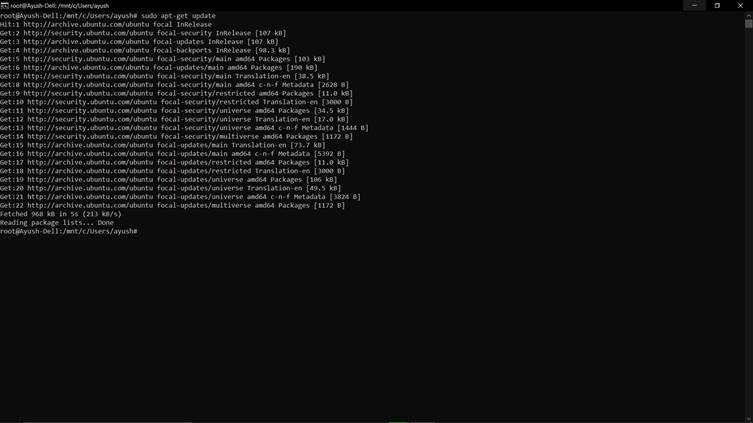 root@Ayush-Dell: /mnt/c/Users/ayush
root@Ayush-Dell:/mnt/c/Users/ayush# sudo apt-get update
Hit:1 http://archive.ubuntu.com/ubuntu focal InRelease
Get:2 http://security.ubuntu.com/ubuntu focal-security InRelease [107 kB]
Get:3 http://archive.ubuntu.com/ubuntu focal-updates InRelease [107 kB]
Get:4 http://archive.ubuntu.com/ubuntu focal-backports InRelease [98.3 kB]
Get:5 http://security.ubuntu.com/ubuntu focal-security/main amd64 Packages [103 kB]
Get:6 http://archive.ubuntu.com/ubuntu focal-updates/main amd64 Packages [190 kB]
Get:7 http://security.ubuntu.com/ubuntu focal-security/main Translation-en [38.5 kB]
Get:8 http://security.ubuntu.com/ubuntu focal-security/main amd64 c-n-f Metadata [2628 B]
Get:9 http://security.ubuntu.com/ubuntu focal-security/restricted amd64 Packages [11.0 kB]
Get:10 http://security.ubuntu.com/ubuntu focal-security/restricted Translation-en [3000 B]
Get:11 http://security.ubuntu.com/ubuntu focal-security/universe amd64 Packages [34.5 kB]
Get:12 http://security.ubuntu.com/ubuntu focal-security/universe Translation-en [17.0 kB]
Get:13 http://security.ubuntu.com/ubuntu focal-security/universe amd64 c-n-f Metadata [1444 B]
Get:14 http://security.ubuntu.com/ubuntu focal-security/multiverse amd64 Packages [1172 B]
Get:15 http://archive.ubuntu.com/ubuntu focal-updates/main Translation-en [73.7 kB]
Get:16 http://archive.ubuntu.com/ubuntu focal-updates/main amd64 c-n-f Metadata [5392 B]
Get:17 http://archive.ubuntu.com/ubuntu focal-updates/restricted amd64 Packages [11.0 kB]
Get:18 http://archive.ubuntu.com/ubuntu focal-updates/restricted Translation-en [3000 B]
Get:19 http://archive.ubuntu.com/ubuntu focal-updates/universe amd64 Packages [106 kB]
Get:20 http://archive.ubuntu.com/ubuntu focal-updates/universe Translation-en [49.5 kB]
Get:21 http://archive.ubuntu.com/ubuntu focal-updates/universe amd64 c-n-f Metadata [3824 B]
Get:22 http://archive.ubuntu.com/ubuntu focal-updates/multiverse amd64 Packages [1172 B]
Fetched 968 kB in 5s (213 kB/s)
Reading package lists... Done
root@Ayush-Dell:/mnt/c/Users/ayush#